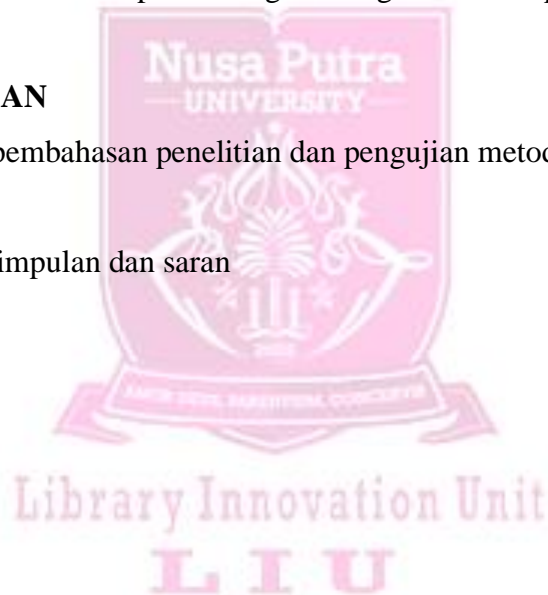 Nusa Putra
UNIVERSITY
AN
pembahasan penelitian dan pengujian metod
impulan dan saran
Library Innovation Unit
LIU